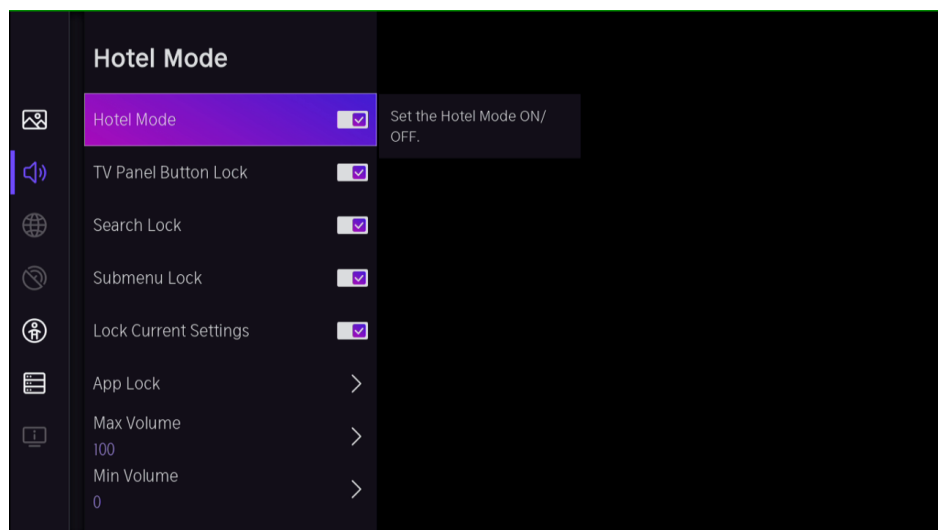 Hotel Mode
Hotel Mode
Set the Hotel Mode ON/
OFF.
TV Panel Button Lock
Search Lock
Submenu Lock
Lock Current Settings
App Lock
Max Volume
100
Min Volume
0